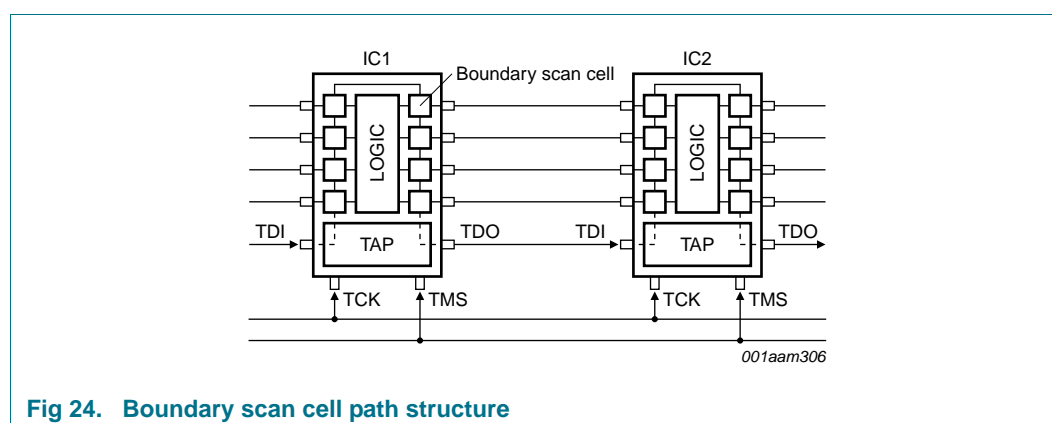 IC1
IC2
Boundary scan cell
LOGIC
LOGIC
TDI
TAP
TDO
TDI
TAP
TDO
TCK
TMS
TCK
TMS
001aam306
Fig 24. Boundary scan cell path structure